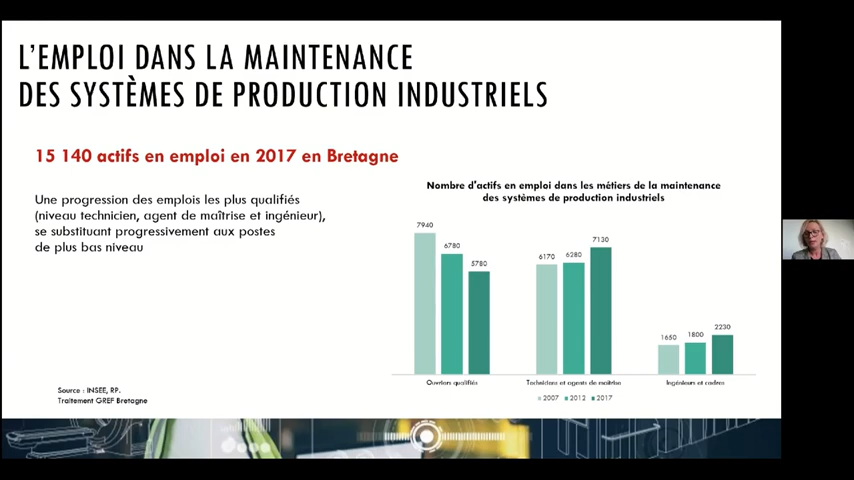 L'EMPLOI DANS LA MAINTENANCE
DES SYSTÈMES DE PRODUCTION INDUSTRIELS
15 140 actifs en emploi en 2017 en Bretagne
Une progression des emplois les plus qualifiés
(niveau technicien, agent de maîtrise et ingénieur),
se substituant progressivement aux postes
de plus bas niveau
Nombre d'actifs en emploi dans les métiers de la maintenance
des systèmes de production industriels
7940
6780
5780
6170
6280
7130
1650
1800
2230
Ouvriers qualifiés
Techniciens et agents de maîtrise
Ingénieurs et cadres
2007
2012
2017
Source : INSEE, RP.
Traitement GREF Bretagne